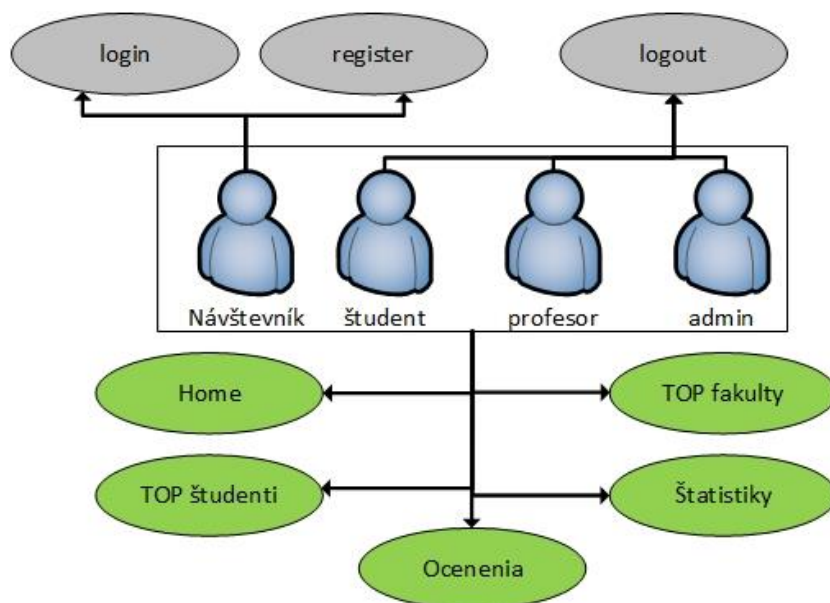 login
register
logout
Návštevník
študent
profesor
admin
Home
TOP fakulty
TOP študenti
Štatistiky
Ocenenia